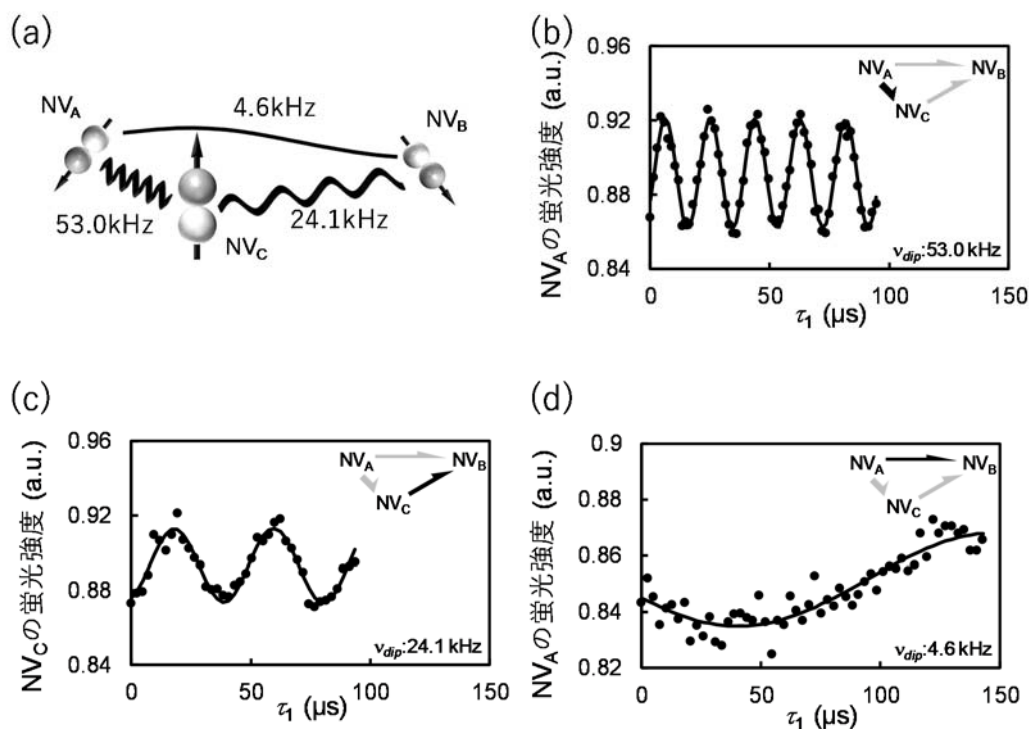 (a)
NVA
4.6kHz
NVB
53.0kHz
NVC
24.1kHz
(b)
NVAの蛍光強度 (a.u.)
0.96
0.92
0.88
0.84
0
50
100
150
τ1 (µs)
NVA
NVB
NVC
νdip:53.0 kHz
(c)
NVCの蛍光強度 (a.u.)
0.96
0.92
0.88
0.84
0
50
100
150
τ1 (µs)
NVA
NVB
NVC
νdip:24.1 kHz
(d)
NVAの蛍光強度 (a.u.)
0.9
0.88
0.86
0.84
0.82
0
50
100
150
τ1 (µs)
NVA
NVB
NVC
νdip:4.6 kHz